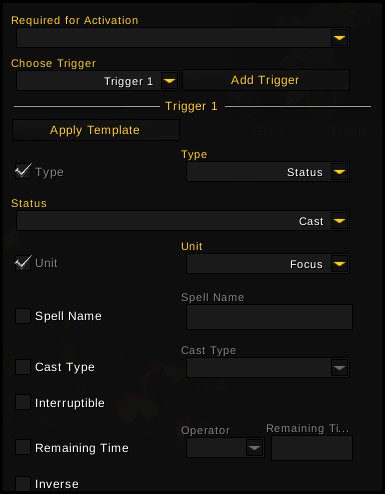 Required for Activation
Choose Trigger
Trigger 1 Add Trigger
Trigger 1
Apply Template
Type
Type Status
Status
Cast
Unit
Unit Focus
Spell Name
Spell Name
Cast Type
Cast Type
Interruptible
Operator Remaining Ti...
Remaining Time
Inverse